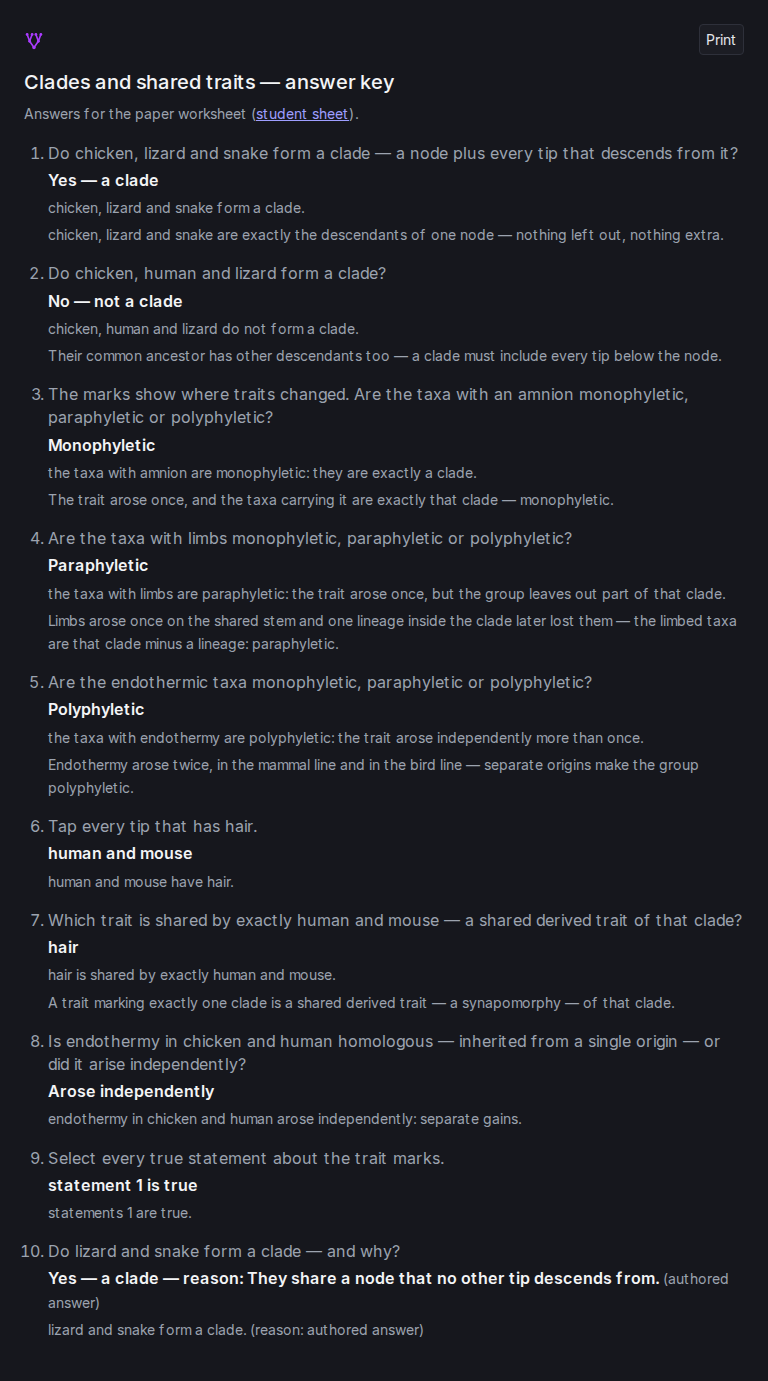 Print
Clades and shared traits — answer key
Answers for the paper worksheet (student sheet).
1. Do chicken, lizard and snake form a clade — a node plus every tip that descends from it?
Yes — a clade
chicken, lizard and snake form a clade.
chicken, lizard and snake are exactly the descendants of one node — nothing left out, nothing extra.
2. Do chicken, human and lizard form a clade?
No — not a clade
chicken, human and lizard do not form a clade.
Their common ancestor has other descendants too — a clade must include every tip below the node.
3. The marks show where traits changed. Are the taxa with an amnion monophyletic,
paraphyletic or polyphyletic?
Monophyletic
the taxa with amnion are monophyletic: they are exactly a clade.
The trait arose once, and the taxa carrying it are exactly that clade — monophyletic.
4. Are the taxa with limbs monophyletic, paraphyletic or polyphyletic?
Paraphyletic
the taxa with limbs are paraphyletic: the trait arose once, but the group leaves out part of that clade.
Limbs arose once on the shared stem and one lineage inside the clade later lost them — the limbed taxa
are that clade minus a lineage: paraphyletic.
5. Are the endothermic taxa monophyletic, paraphyletic or polyphyletic?
Polyphyletic
the taxa with endothermy are polyphyletic: the trait arose independently more than once.
Endothermy arose twice, in the mammal line and in the bird line — separate origins make the group
polyphyletic.
6. Tap every tip that has hair.
human and mouse
human and mouse have hair.
7. Which trait is shared by exactly human and mouse — a shared derived trait of that clade?
hair
hair is shared by exactly human and mouse.
A trait marking exactly one clade is a shared derived trait — a synapomorphy — of that clade.
8. Is endothermy in chicken and human homologous — inherited from a single origin — or
did it arise independently?
Arose independently
endothermy in chicken and human arose independently: separate gains.
9. Select every true statement about the trait marks.
statement 1 is true
statements 1 are true.
10. Do lizard and snake form a clade — and why?
Yes — a clade — reason: They share a node that no other tip descends from. (authored
answer)
lizard and snake form a clade. (reason: authored answer)